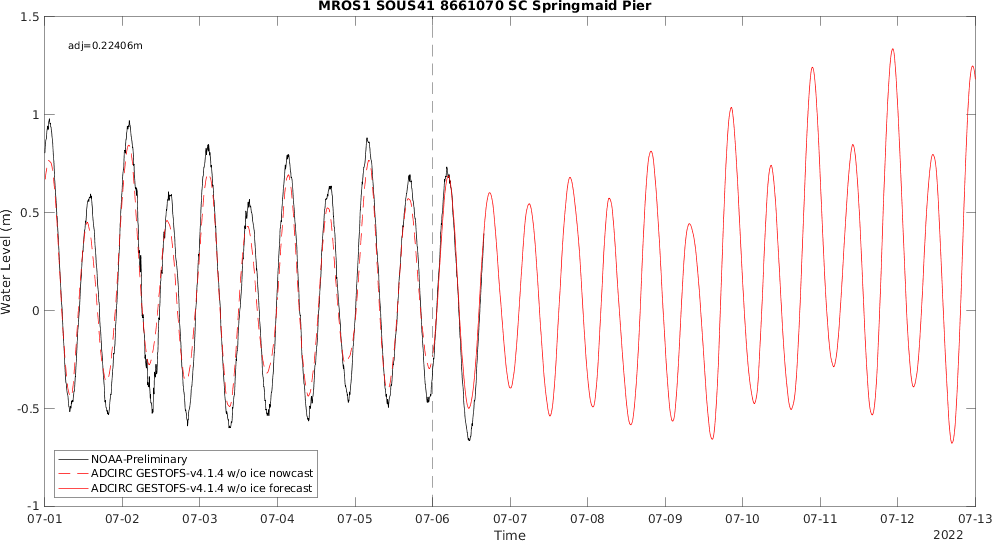 MROS1 SOUS41 8661070 SC Springmaid Pier
adj=0.22406m
1.5
1
0.5
0
-0.5
-1
Water Level (m)
NOAA-Preliminary
ADCIRC GESTOFS-v4.1.4 w/o ice nowcast
ADCIRC GESTOFS-v4.1.4 w/o ice forecast
07-01 07-02 07-03 07-04 07-05 07-06 07-07 07-08 07-09 07-10 07-11 07-12 07-13
Time
2022